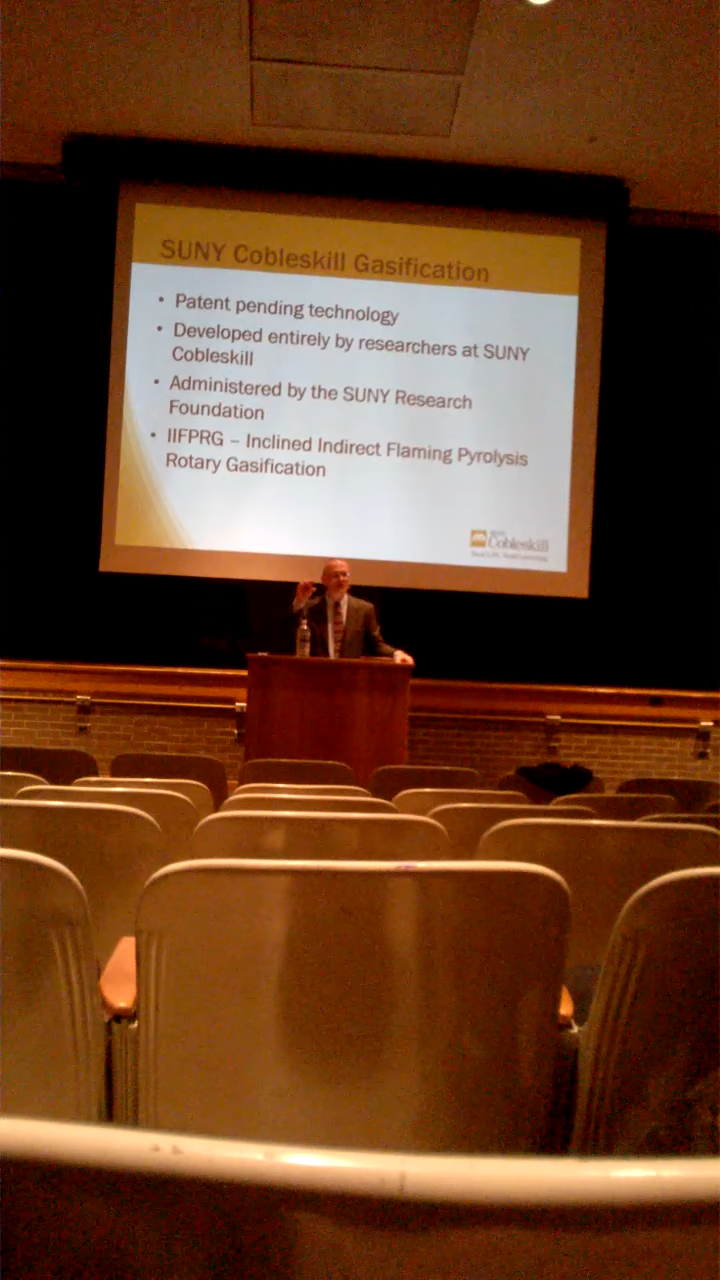 SUNY Cobleskill Gasification
• Patent pending technology
• Developed entirely by researchers at SUNY
Cobleskill
• Administered by the SUNY Research
Foundation
• IIFPRG – Inclined Indirect Flaming Pyrolysis
Rotary Gasification
Cobleskill